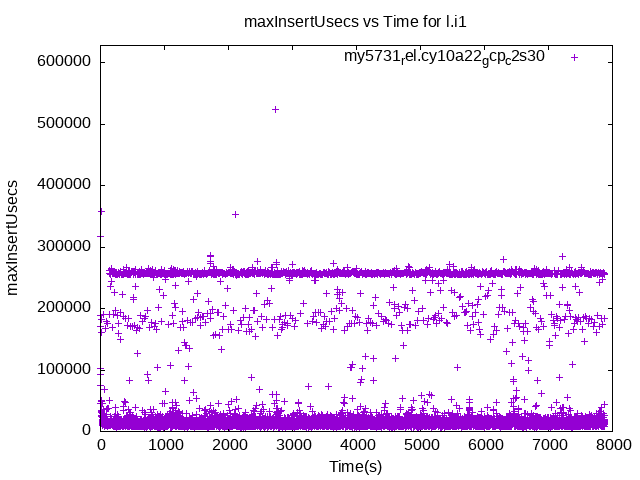 maxInsertUsecs vs Time for l.i1
my5731rel.cy10a22gcpc2s30
600000
500000
400000
300000
200000
100000
0
maxInsertUsecs
0 1000 2000 3000 4000 5000 6000 7000 8000
Time(s)